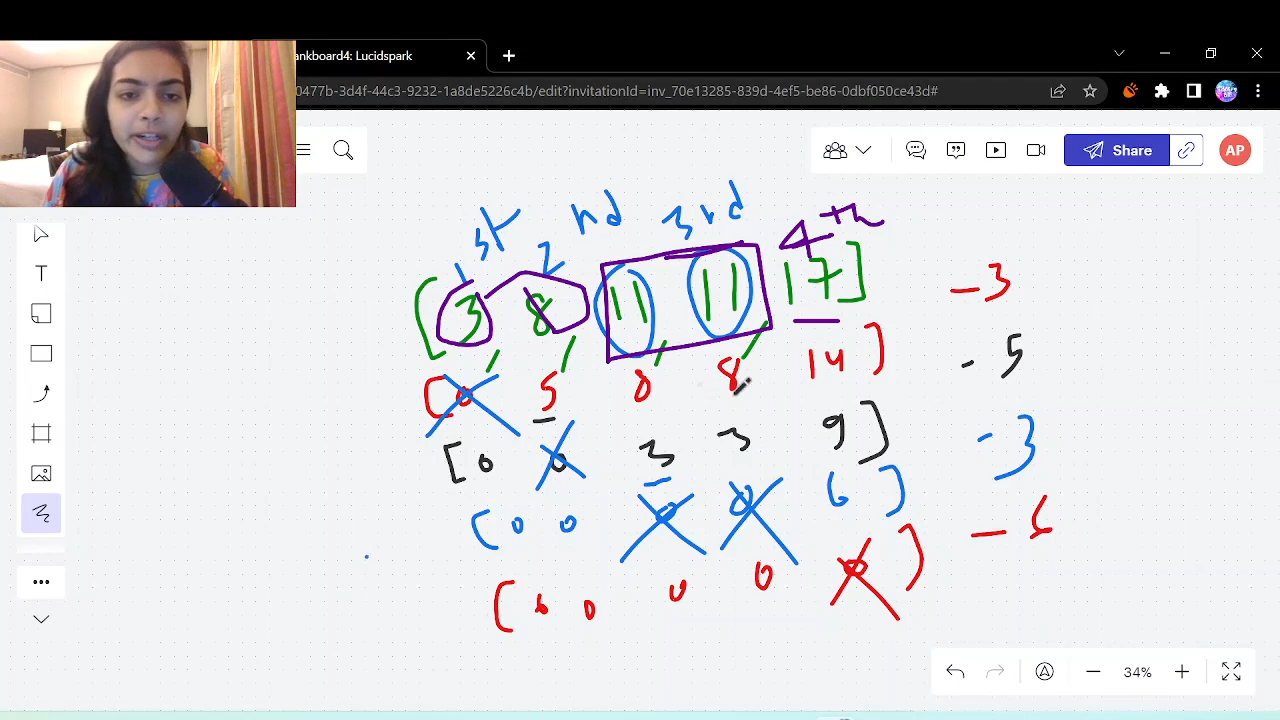 ankboard4: Lucidspark
0477b-3d4f-44c3-9232-1a8de5226c4b/edit?invitationId=inv_70e13285-839d-4ef5-be86-0dbf050ce43d#
Share
AP
1st 2nd 3rd 4th
[3 8 11 11 17] -3
[0 5 8 8 14] -5
[0 0 3 3 9] -3
[0 0 0 0 6] -6
[0 0 0 0 0]
T
34%